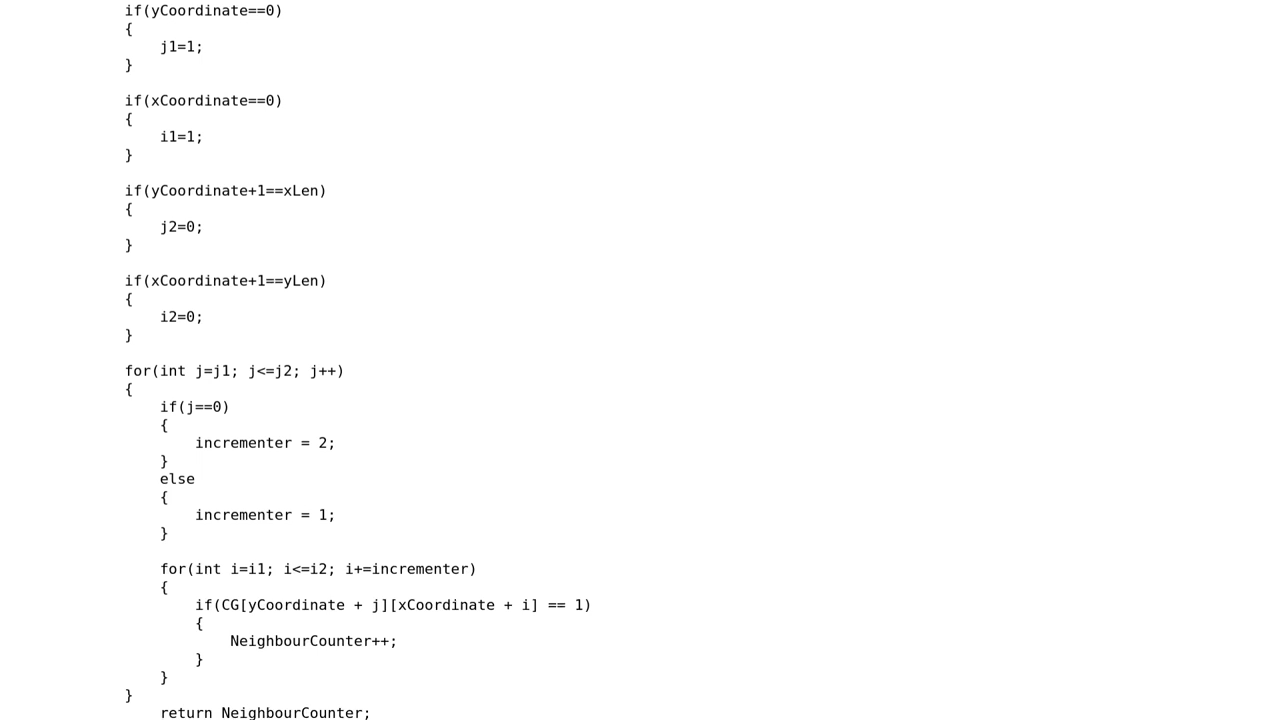 if(yCoordinate==0)
{
    j1=1;
}

if(xCoordinate==0)
{
    i1=1;
}

if(yCoordinate+1==xLen)
{
    j2=0;
}

if(xCoordinate+1==yLen)
{
    i2=0;
}

for(int j=j1; j<=j2; j++)
{
    if(j==0)
    {
        incrementer = 2;
    }
    else
    {
        incrementer = 1;
    }

    for(int i=i1; i<=i2; i+=incrementer)
    {
        if(CG[yCoordinate + j][xCoordinate + i] == 1)
        {
            NeighbourCounter++;
        }
    }
}
    return NeighbourCounter;